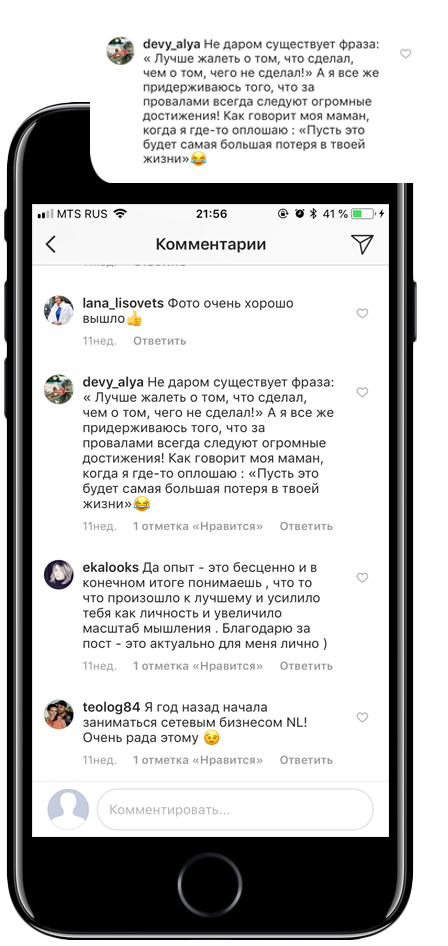 devy_alya Не даром существует фраза:
« Лучше жалеть о том, что сделал,
чем о том, чего не сделал!» А я все же
придерживаюсь того, что за
провалами всегда следуют огромные
достижения! Как говорит моя маман,
когда я где-то оплошаю : «Пусть это
будет самая большая потеря в твоей
жизни»😂
MTS RUS 21:56 41 %
Комментарии
lana_lisovets Фото очень хорошо
вышло👍
11нед. Ответить
devy_alya Не даром существует фраза:
« Лучше жалеть о том, что сделал,
чем о том, чего не сделал!» А я все же
придерживаюсь того, что за
провалами всегда следуют огромные
достижения! Как говорит моя маман,
когда я где-то оплошаю : «Пусть это
будет самая большая потеря в твоей
жизни»😂
11нед. 1 отметка «Нравится» Ответить
ekalooks Да опыт - это бесценно и в
конечном итоге понимаешь , что то
что произошло к лучшему и усилило
тебя как личность и увеличило
масштаб мышления . Благодарю за
пост - это актуально для меня лично )
11нед. 1 отметка «Нравится» Ответить
teolog84 Я год назад начала
заниматься сетевым бизнесом NL!
Очень рада этому 😉
11нед. 1 отметка «Нравится» Ответить
Комментировать...